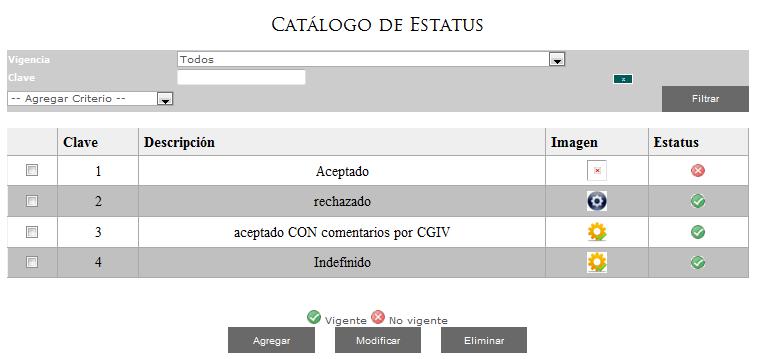 Catálogo de Estatus
Vigencia Todos
Clave x
-- Agregar Criterio -- Filtrar
Clave Descripción Imagen Estatus
1 Aceptado
2 rechazado
3 aceptado CON comentarios por CGIV
4 Indefinido
Vigente No vigente
Agregar Modificar Eliminar